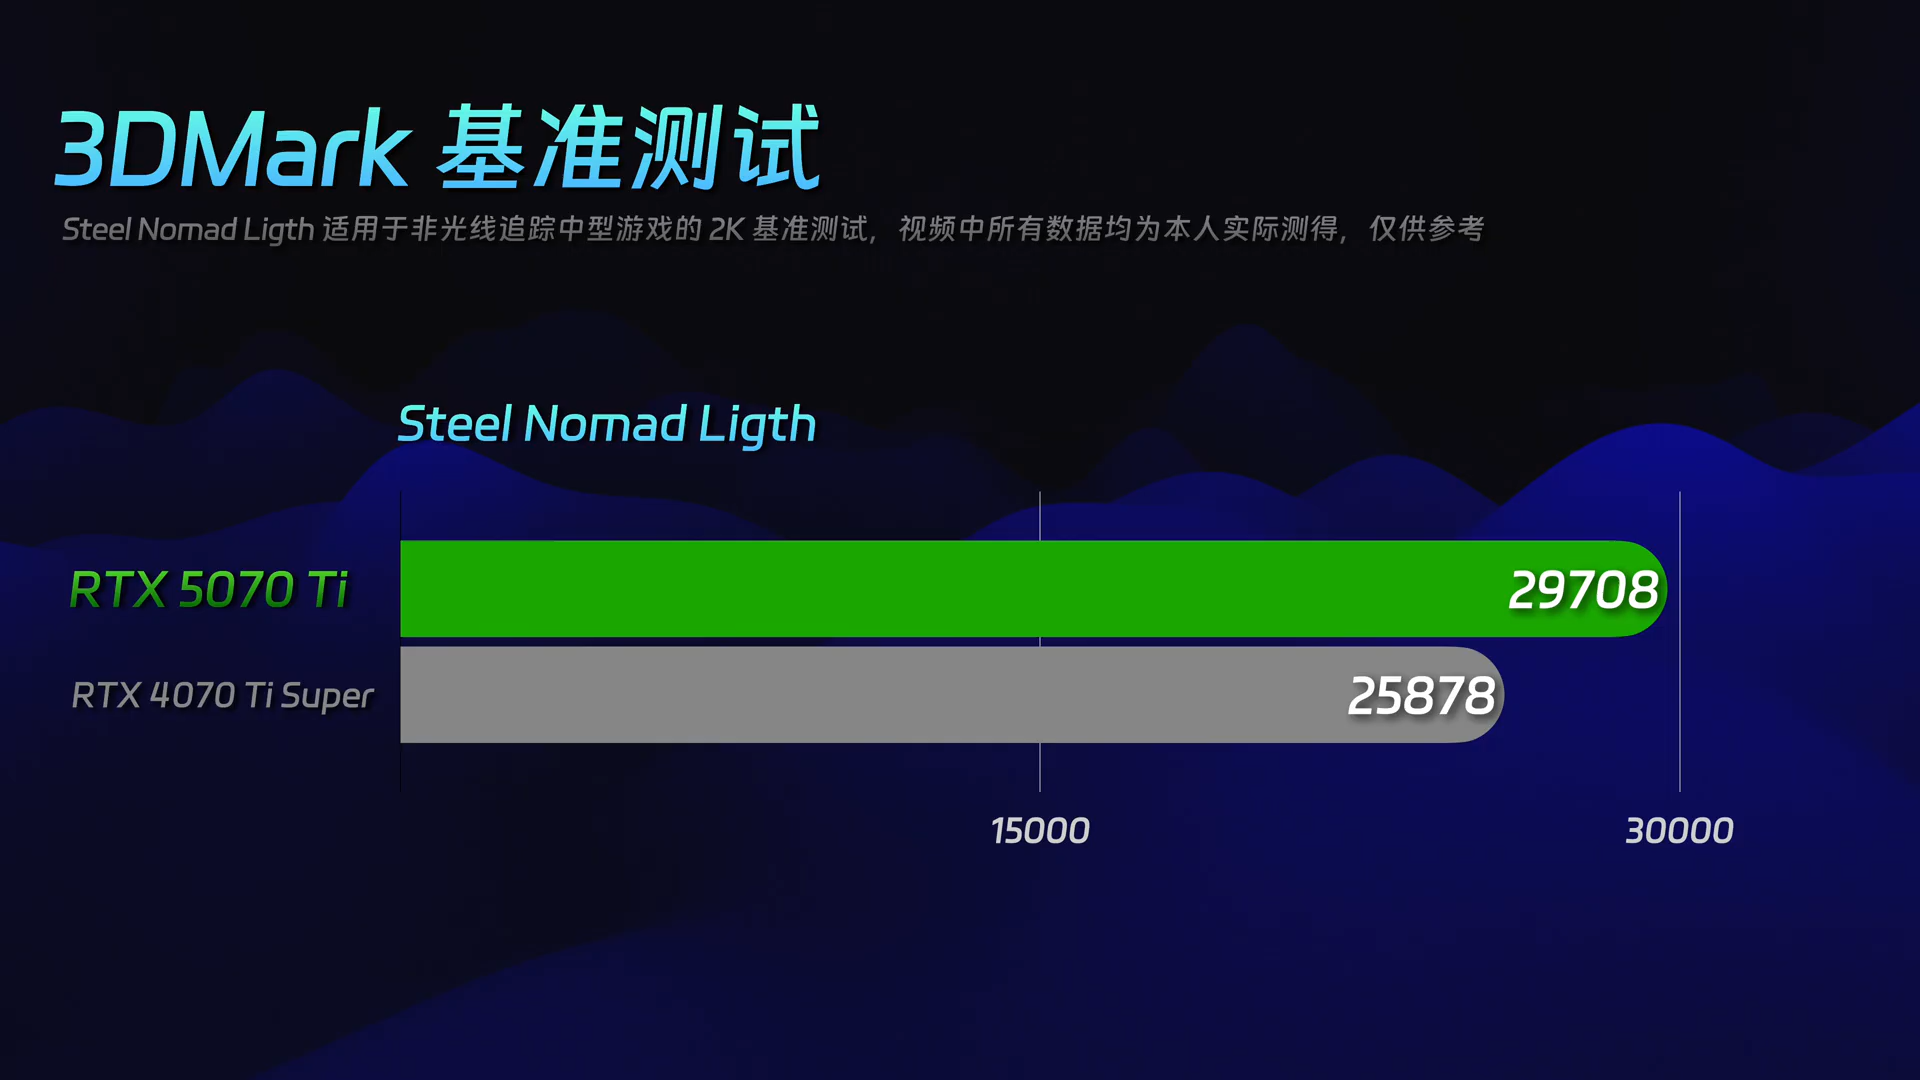 3DMark 基准测试
Steel Nomad Ligth 适用于非光线追踪中型游戏的 2K 基准测试，视频中所有数据均为本人实际测得，仅供参考
Steel Nomad Ligth
RTX 5070 Ti
29708
RTX 4070 Ti Super
25878
15000
30000